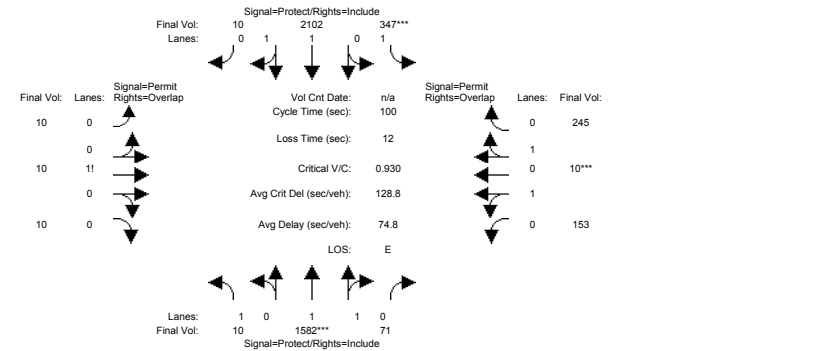 Signal=Protect/Rights=Include
Final Vol: 10 2102 347***
Lanes: 0 1 1 0 1
Signal=Permit Signal=Permit
Final Vol: Lanes: Rights=Overlap Vol Cnt Date: n/a Rights=Overlap Lanes: Final Vol:
Cycle Time (sec): 100
10 0 0 245
Loss Time (sec): 12
0 1
10 1! Critical V/C: 0.930 0 10***
0 Avg Crit Del (sec/veh): 128.8 1
10 0 Avg Delay (sec/veh): 74.8 0 153
LOS: E
Lanes: 1 0 1 1 0
Final Vol: 10 1582*** 71
Signal=Protect/Rights=Include